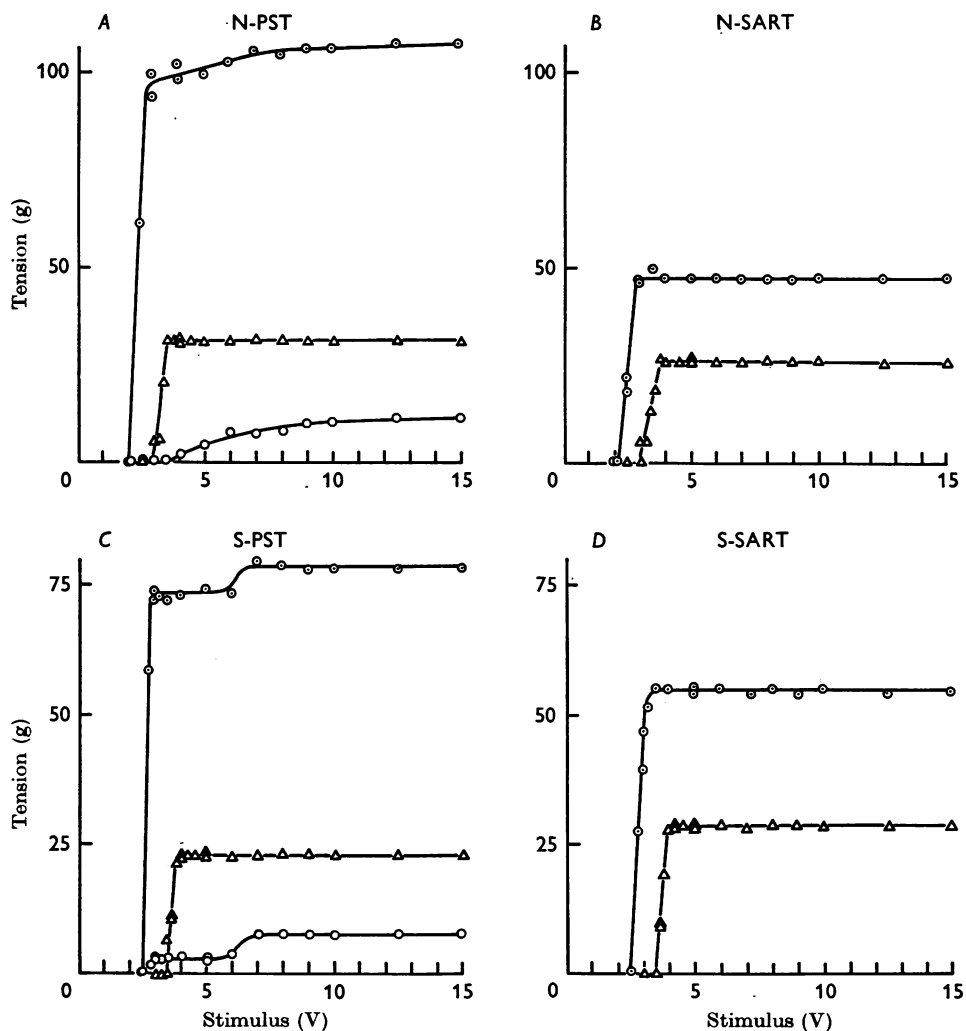 A N-PST
100
50
0 5 10 15
Tension (g)
B N-SART
100
50
0 5 10 15
C S-PST
75
50
25
0 5 10 15
Tension (g)
Stimulus (V)
D S-SART
75
50
25
0 5 10 15
Stimulus (V)